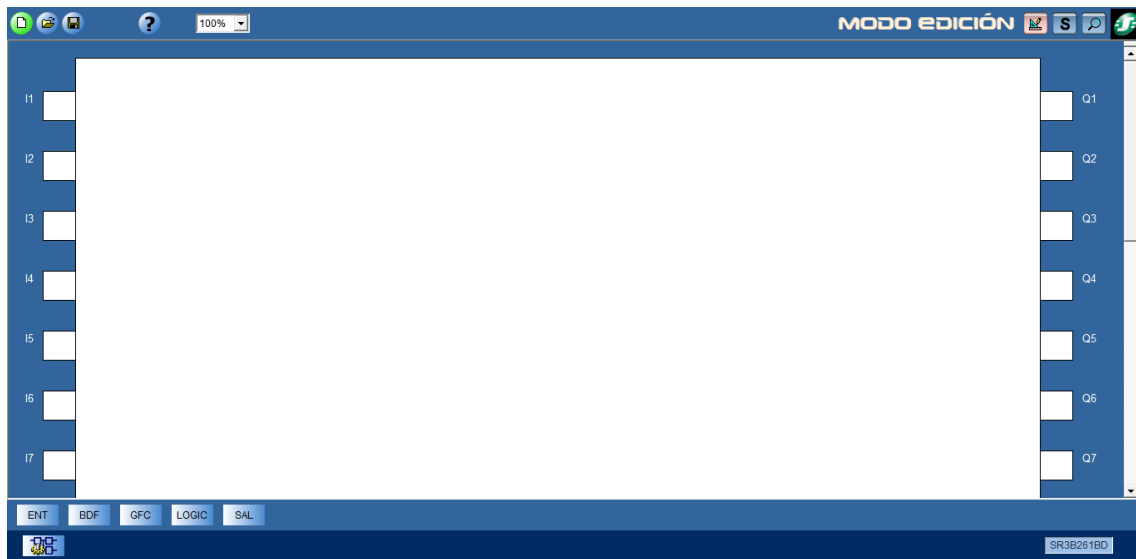 ? 100% MODO EDICIÓN S
I1 Q1
I2 Q2
I3 Q3
I4 Q4
I5 Q5
I6 Q6
I7 Q7
ENT BDF GFC LOGIC SAL
SR3B261BD